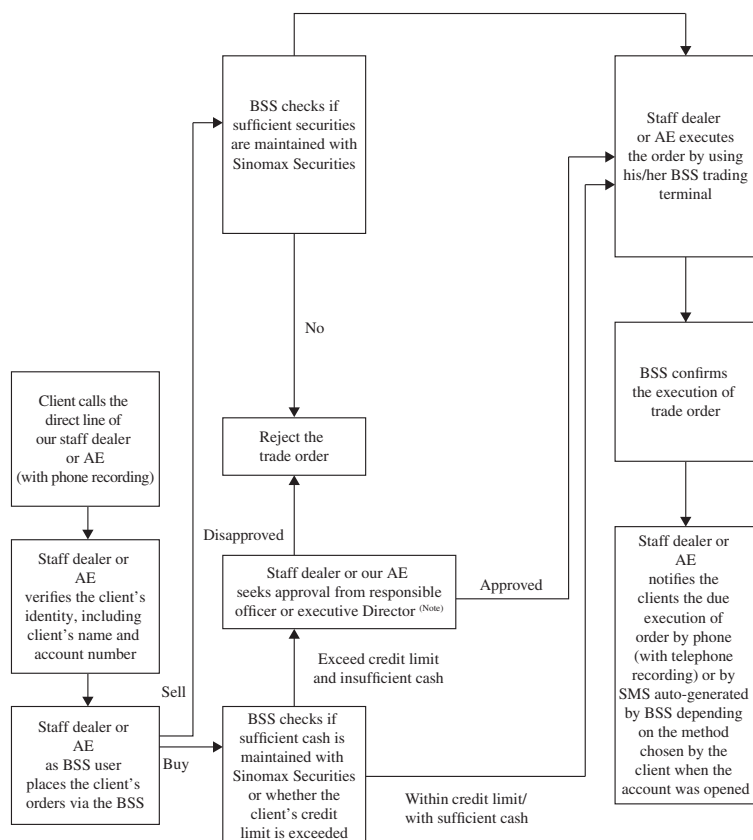 BSS checks if
sufficient securities
are maintained with
Sinomax Securities
Staff dealer
or AE executes
the order by using
his/her BSS trading
terminal
No
BSS confirms
the execution of
trade order
Client calls the
direct line of
our staff dealer
or AE
(with phone recording)
Reject the
trade order
Disapproved
Staff dealer or
AE
verifies the client's
identity, including
client's name and
account number
Staff dealer or our AE
seeks approval from responsible
officer or executive Director (Note)
Approved
Staff dealer or
AE
notifies the
clients the due
execution of
order by phone
(with telephone
recording) or by
SMS auto-generated
by BSS depending
on the method
chosen by the
client when the
account was opened
Exceed credit limit
and insufficient cash
Sell
Staff dealer or
AE
as BSS user
places the client's
orders via the BSS
Buy
BSS checks if
sufficient cash is
maintained with
Sinomax Securities
or whether the
client's credit
limit is exceeded
Within credit limit/
with sufficient cash